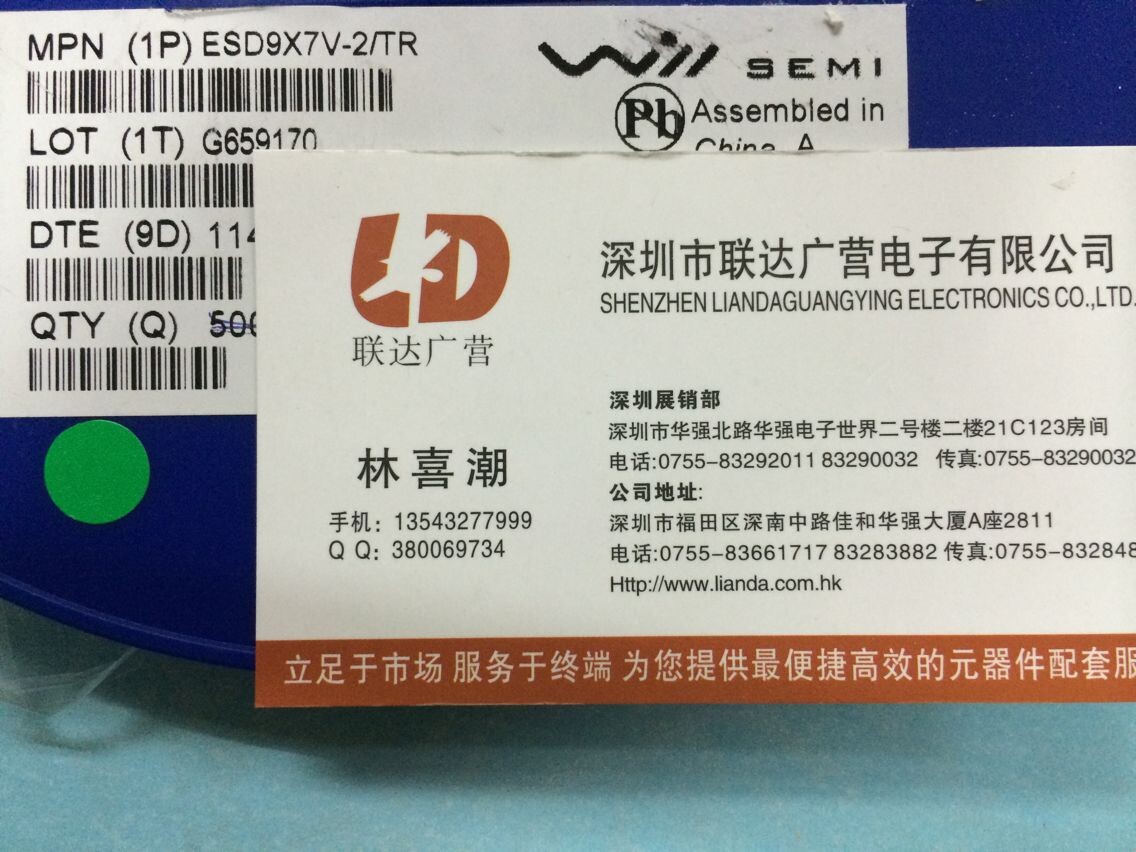 MPN (1P) ESD9X7V-2/TR
Will SEMI
Pb Assembled in
China A
LOT (1T) G659170
DTE (9D) 114
QTY (Q) 500
LD
联达广营
深圳市联达广营电子有限公司
SHENZHEN LIANDAGUANGYING ELECTRONICS CO.,LTD.
林喜潮
手机：13543277999
Q Q：380069734
深圳展销部
深圳市华强北路华强电子世界二号楼二楼21C123房间
电话:0755-83292011 83290032 传真:0755-83290032
公司地址:
深圳市福田区深南中路佳和华强大厦A座2811
电话:0755-83661717 83283882 传真:0755-832848
Http://www.lianda.com.hk
立足于市场 服务于终端 为您提供最便捷高效的元器件配套服